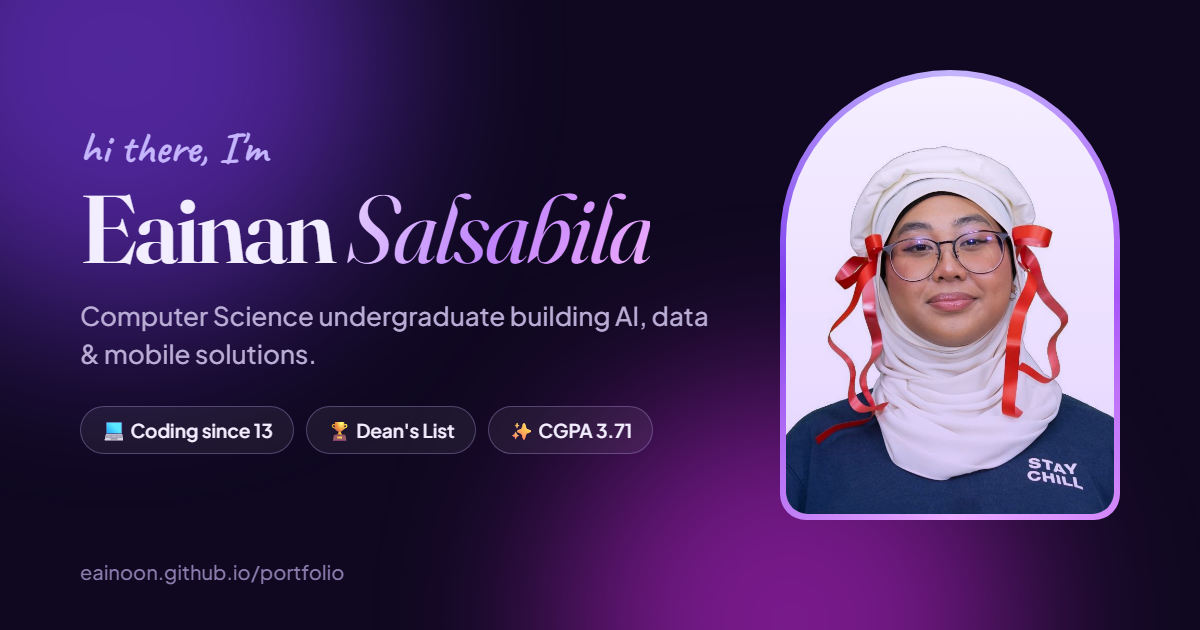 hi there, I'm
Eainan Salsabila
Computer Science undergraduate building AI, data
& mobile solutions.
💻 Coding since 13
🏆 Dean's List
✨ CGPA 3.71
eainoon.github.io/portfolio
STAY
CHILL